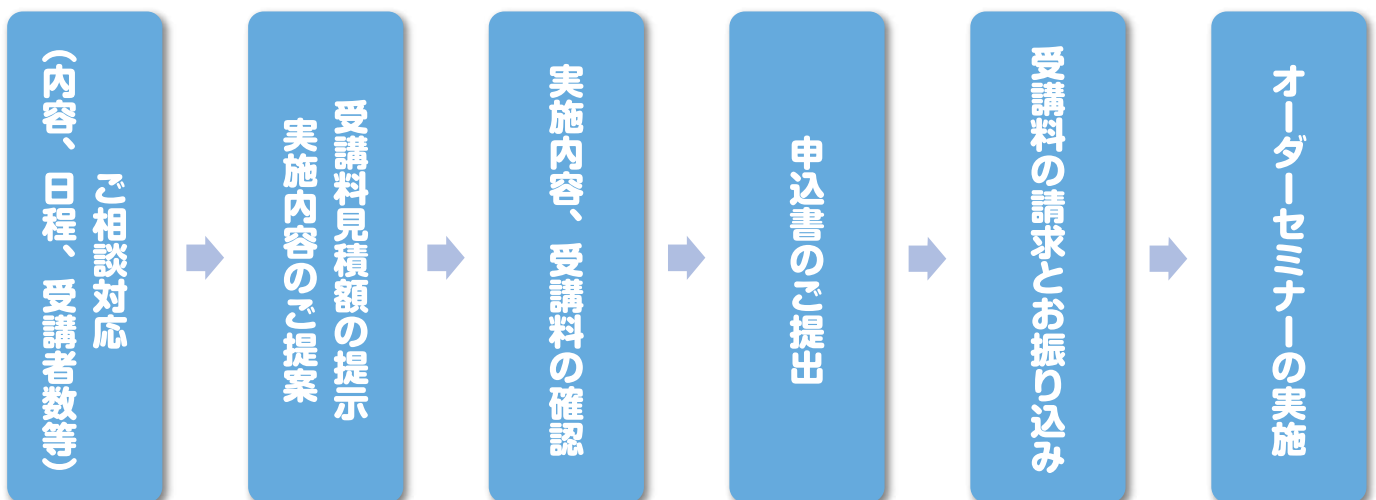 ご相談対応
(内容、日程、受講者数等)
受講料見積額の提示
実施内容のご提案
実施内容、受講料の確認
申込書のご提出
受講料の請求とお振り込み
オーダーセミナーの実施